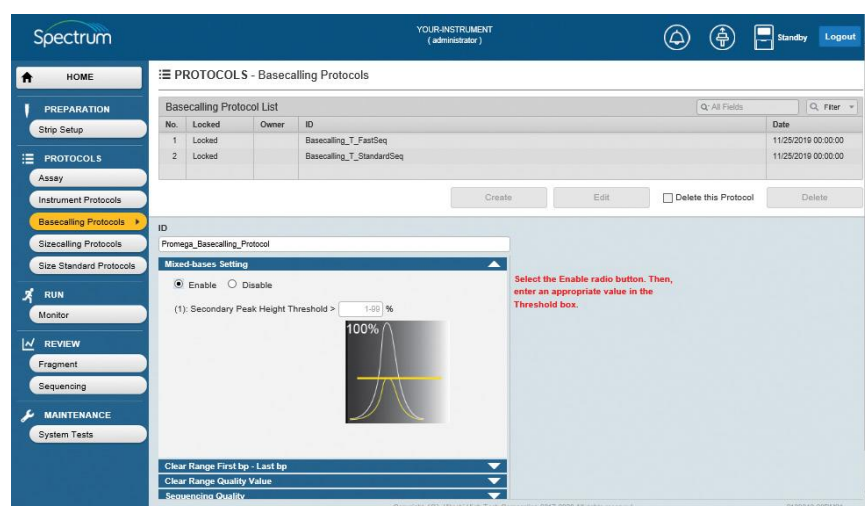 Spectrum
YOUR-INSTRUMENT
( administrator )
Standby
Logout
HOME
PREPARATION
Strip Setup
PROTOCOLS
Assay
Instrument Protocols
Basecalling Protocols
Sizecalling Protocols
Size Standard Protocols
RUN
Monitor
REVIEW
Fragment
Sequencing
MAINTENANCE
System Tests
PROTOCOLS - Basecalling Protocols
Basecalling Protocol List
All Fields
Filter
No. Locked Owner ID Date
1 Locked Basecalling_T_FastSeq 11/25/2019 00:00:00
2 Locked Basecalling_T_StandardSeq 11/25/2019 00:00:00
Create Edit Delete this Protocol Delete
ID
Promega_Basecalling_Protocol
Mixed-bases Setting
Enable Disable
(1): Secondary Peak Height Threshold > 1-99 %
100%
Select the Enable radio button. Then,
enter an appropriate value in the
Threshold box.
Clear Range First bp - Last bp
Clear Range Quality Value
Sequencing Quality